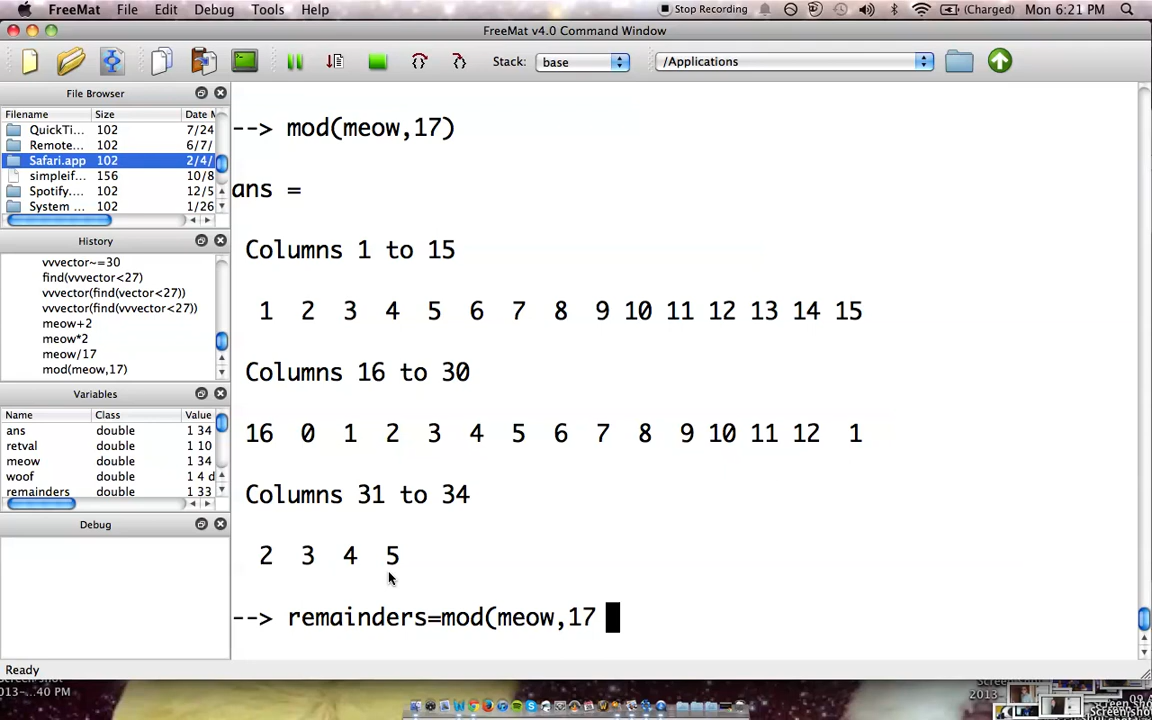 FreeMat File Edit Debug Tools Help Stop Recording (Charged) Mon 6:21 PM
FreeMat v4.0 Command Window
Stack: base /Applications
File Browser
Filename Size Date M
QuickTi... 102 7/24
Remote... 102 6/7/
Safari.app 102 2/4/
simpleif... 156 10/8
Spotify.... 102 12/5
System ... 102 1/26
History
vvvector~=30
find(vvvector<27)
vvvector(find(vector<27))
vvvector(find(vvvector<27))
meow+2
meow*2
meow/17
mod(meow,17)
Variables
Name Class Value
ans double 1 34
retval double 1 10
meow double 1 34
woof double 1 4 d
remainders double 1 33
Debug
--> mod(meow,17)
ans =
Columns 1 to 15
1 2 3 4 5 6 7 8 9 10 11 12 13 14 15
Columns 16 to 30
16 0 1 2 3 4 5 6 7 8 9 10 11 12 1
Columns 31 to 34
2 3 4 5
--> remainders=mod(meow,17
Ready
2013-...40 PM
2013-